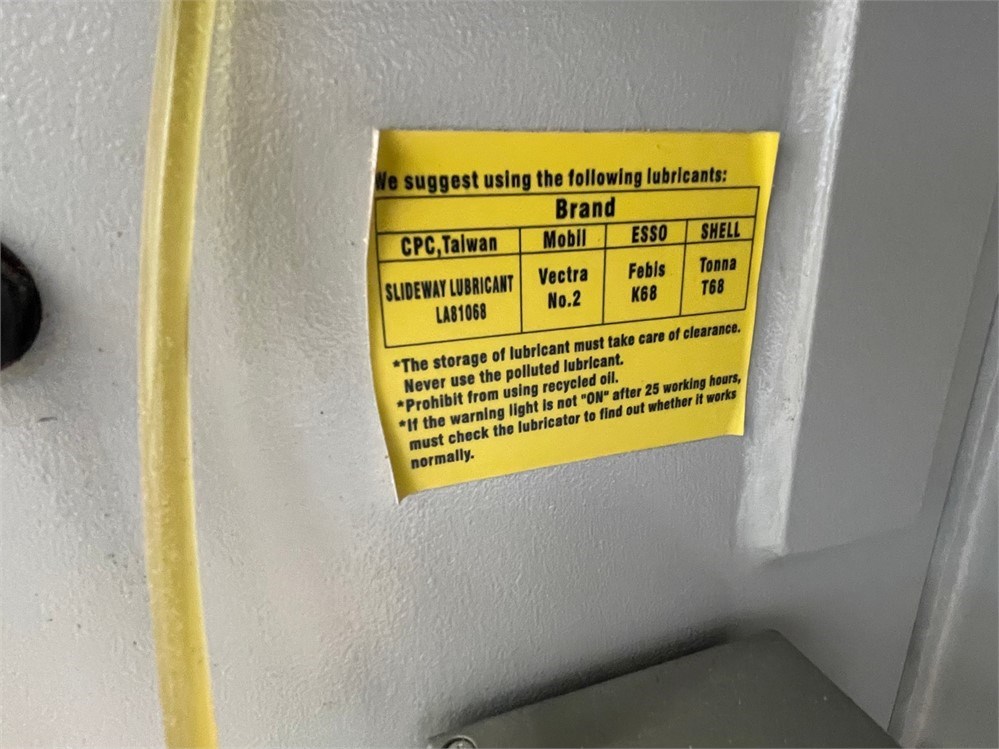 We suggest using the following lubricants:
Brand
CPC,Taiwan Mobil ESSO SHELL
SLIDEWAY LUBRICANT Vectra Febis Tonna
LA81068 No.2 K68 T68
*The storage of lubricant must take care of clearance.
Never use the polluted lubricant.
*Prohibit from using recycled oil.
*If the warning light is not "ON" after 25 working hours,
must check the lubricator to find out whether it works
normally.